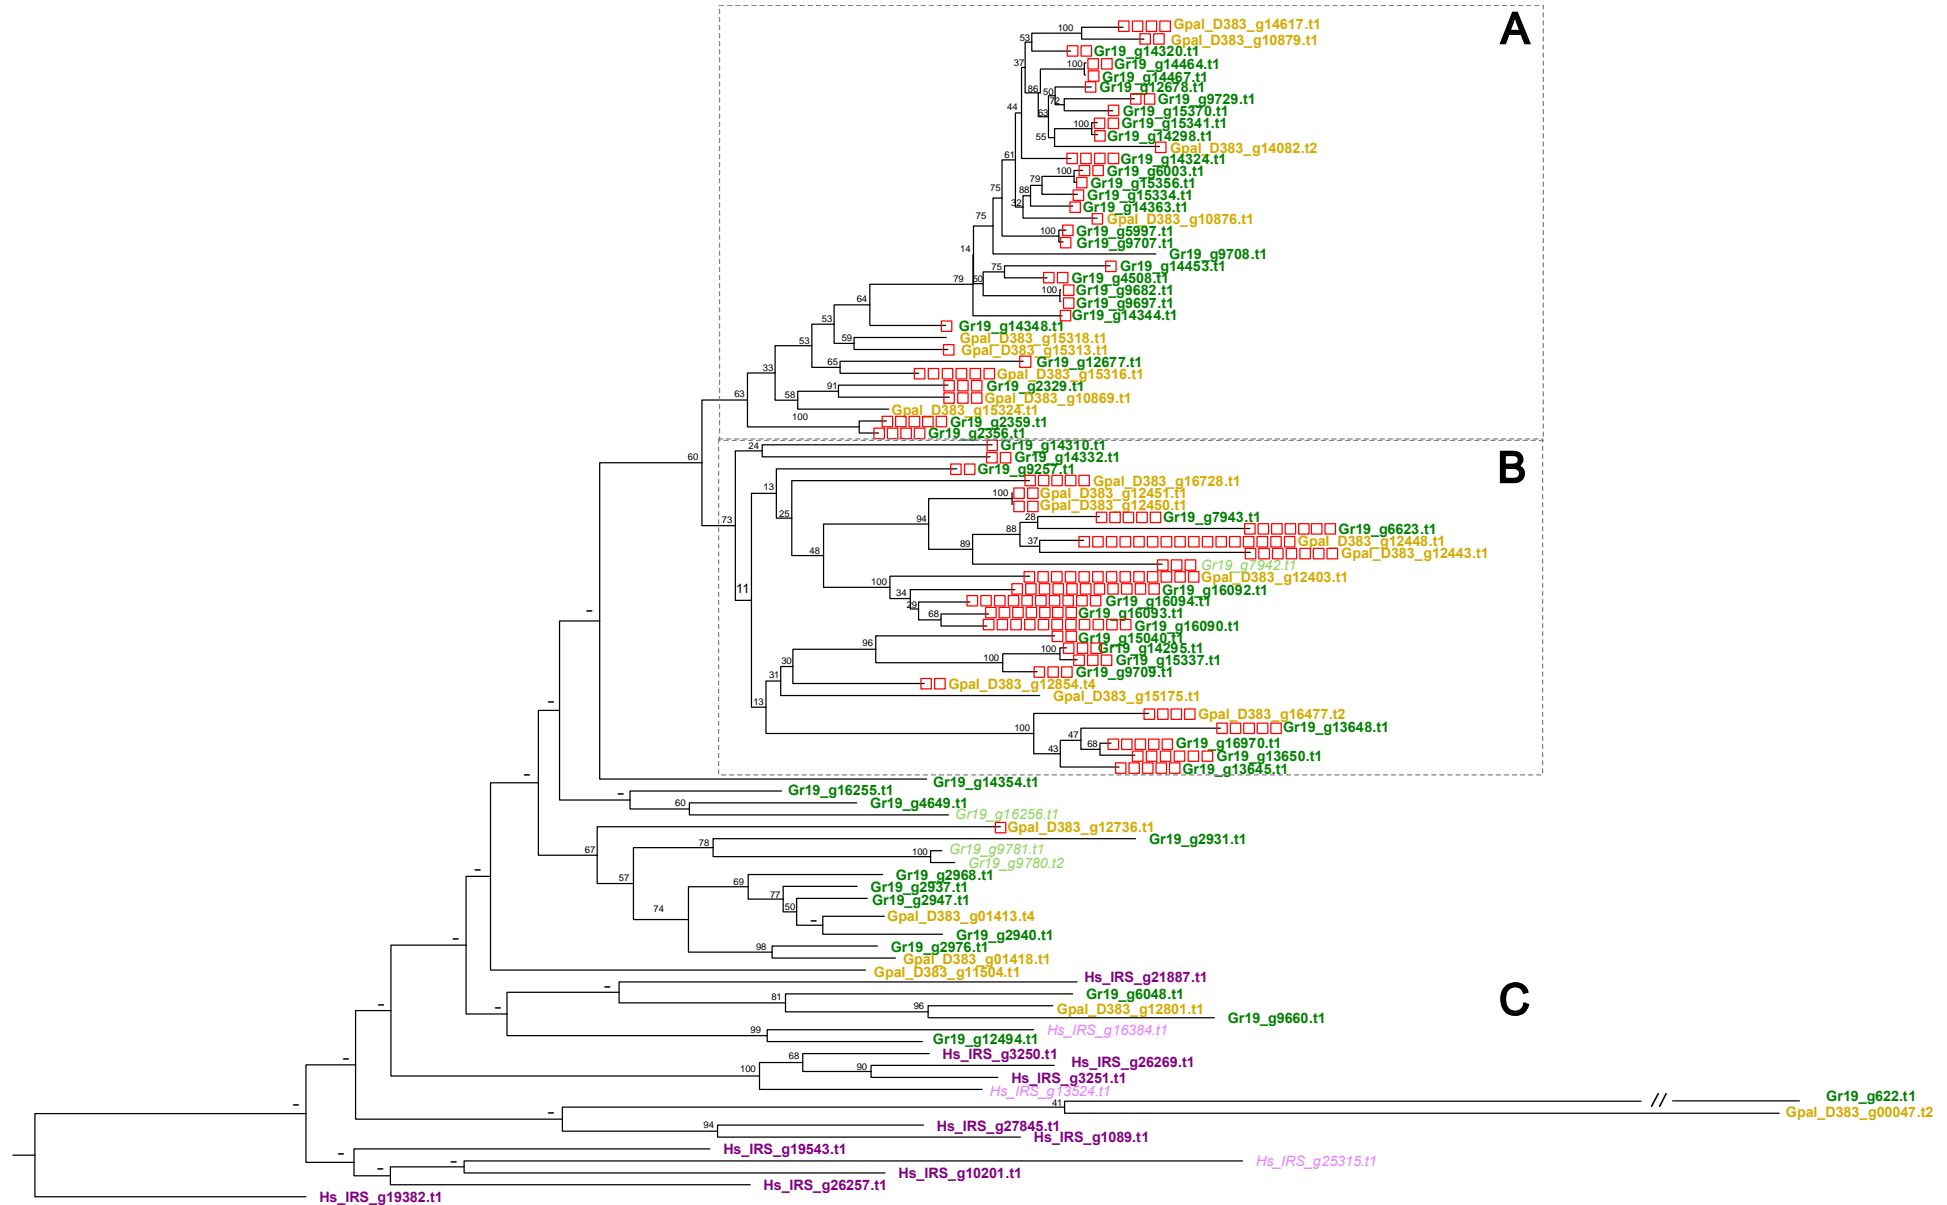 A
100
Gpal_D383_g14617.t1
53
Gpal_D383_g10879.t1
Gr19_g14320.t1
37
100
Gr19_g14464.t1
Gr19_g14467.t1
86
50
Gr19_g12678.t1
72
Gr19_g9729.t1
44
63
Gr19_g15370.t1
100
Gr19_g15341.t1
55
Gr19_g14298.t1
Gpal_D383_g14082.t2
61
Gr19_g14324.t1
100
Gr19_g6003.t1
79
Gr19_g15356.t1
75
88
Gr19_g15334.t1
32
Gr19_g14363.t1
75
Gpal_D383_g10876.t1
100
Gr19_g5997.t1
Gr19_g9707.t1
14
Gr19_g9708.t1
75
Gr19_g14453.t1
79
50
Gr19_g4508.t1
100
Gr19_g9682.t1
64
Gr19_g9697.t1
Gr19_g14344.t1
53
Gr19_g14348.t1
59
Gpal_D383_g15318.t1
53
Gpal_D383_g15313.t1
65
Gr19_g12677.t1
33
Gpal_D383_g15316.t1
91
Gr19_g2329.t1
63
58
Gpal_D383_g10869.t1
Gpal_D383_g15324.t1
100
Gr19_g2359.t1
Gr19_g2356.t1
B
24
Gr19_g14310.t1
60
Gr19_g14332.t1
Gr19_g9257.t1
13
Gpal_D383_g16728.t1
100
Gpal_D383_g12451.t1
Gpal_D383_g12450.t1
73
25
94
28
Gr19_g7943.t1
88
Gr19_g6623.t1
89
37
Gpal_D383_g12448.t1
48
Gpal_D383_g12443.t1
Gr19_g7942.t1
11
100
Gpal_D383_g12403.t1
34
Gr19_g16092.t1
29
Gr19_g16094.t1
68
Gr19_g16093.t1
Gr19_g16090.t1
96
Gr19_g15040.t1
100
Gr19_g14295.t1
30
100
Gr19_g15337.t1
31
Gr19_g9709.t1
Gpal_D383_g12854.t4
13
Gpal_D383_g15175.t1
Gpal_D383_g16477.t2
100
Gr19_g13648.t1
47
68
Gr19_g16970.t1
43
Gr19_g13650.t1
Gr19_g13645.t1
Gr19_g14354.t1
–
Gr19_g16255.t1
60
Gr19_g4649.t1
Gr19_g16256.t1
Gpal_D383_g12736.t1
78
Gr19_g2931.t1
67
100
Gr19_g9781.t1
Gr19_g9780.t2
57
69
Gr19_g2968.t1
77
Gr19_g2937.t1
74
50
Gr19_g2947.t1
–
Gpal_D383_g01413.t4
Gr19_g2940.t1
98
Gr19_g2976.t1
Gpal_D383_g01418.t1
Gpal_D383_g11504.t1
C
–
Hs_IRS_g21887.t1
81
Gr19_g6048.t1
–
96
Gpal_D383_g12801.t1
Gr19_g9660.t1
99
Hs_IRS_g16384.t1
Gr19_g12494.t1
68
Hs_IRS_g3250.t1
100
90
Hs_IRS_g26269.t1
Hs_IRS_g3251.t1
Hs_IRS_g13524.t1
41
//
Gr19_g622.t1
–
Gpal_D383_g00047.t2
94
Hs_IRS_g27845.t1
Hs_IRS_g1089.t1
–
Hs_IRS_g19543.t1
–
–
Hs_IRS_g25315.t1
Hs_IRS_g10201.t1
Hs_IRS_g26257.t1
Hs_IRS_g19382.t1